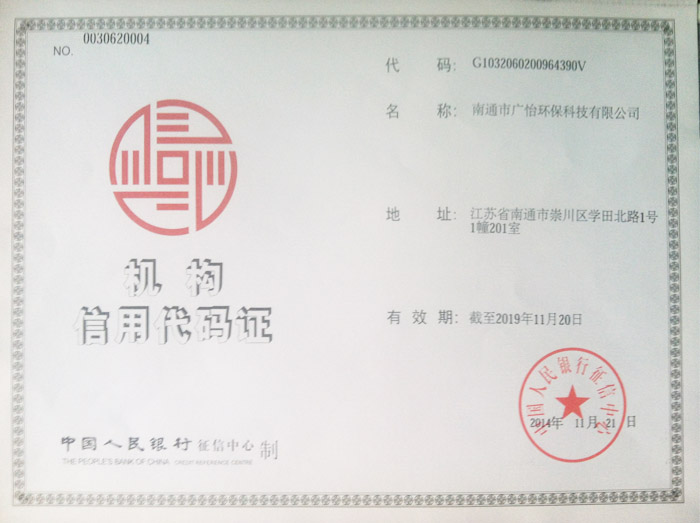 NO. 0030620004
代 码: G1032060200964390V
名 称: 南通市广怡环保科技有限公司
地 址: 江苏省南通市崇川区学田北路1号
1幢201室
机 构
信用代码证
有 效 期: 截至2019年11月20日
中国人民银行征信中心
2014年 11月 21 日
中国人民银行征信中心 制
THE PEOPLE'S BANK OF CHINA CREDIT REFERENCE CENTRE